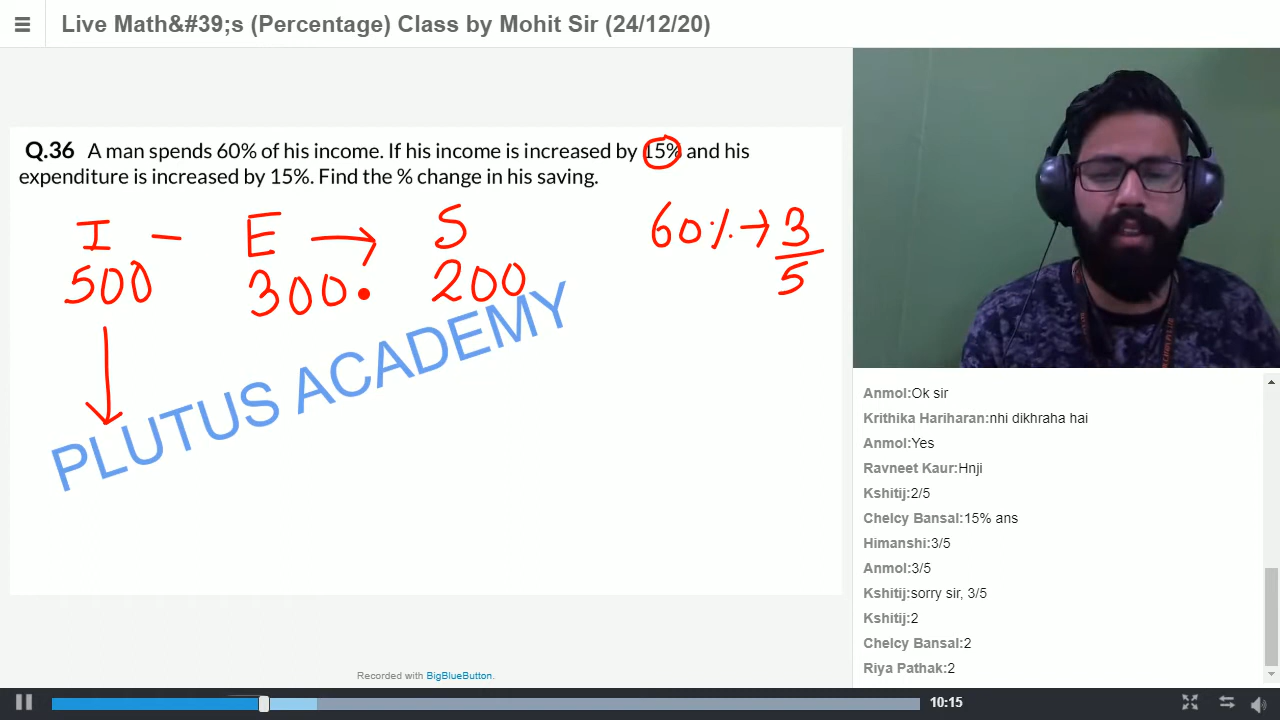 Live Math&#39;s (Percentage) Class by Mohit Sir (24/12/20)
Q.36 A man spends 60% of his income. If his income is increased by 15% and his
expenditure is increased by 15%. Find the % change in his saving.
I - E → S
500 300. 200
60% → 3/5
PLUTUS ACADEMY
Anmol:Ok sir
Krithika Hariharan:nhi dikhraha hai
Anmol:Yes
Ravneet Kaur:Hnji
Kshitij:2/5
Chelcy Bansal:15% ans
Himanshi:3/5
Anmol:3/5
Kshitij:sorry sir, 3/5
Kshitij:2
Chelcy Bansal:2
Riya Pathak:2
Recorded with BigBlueButton.
10:15